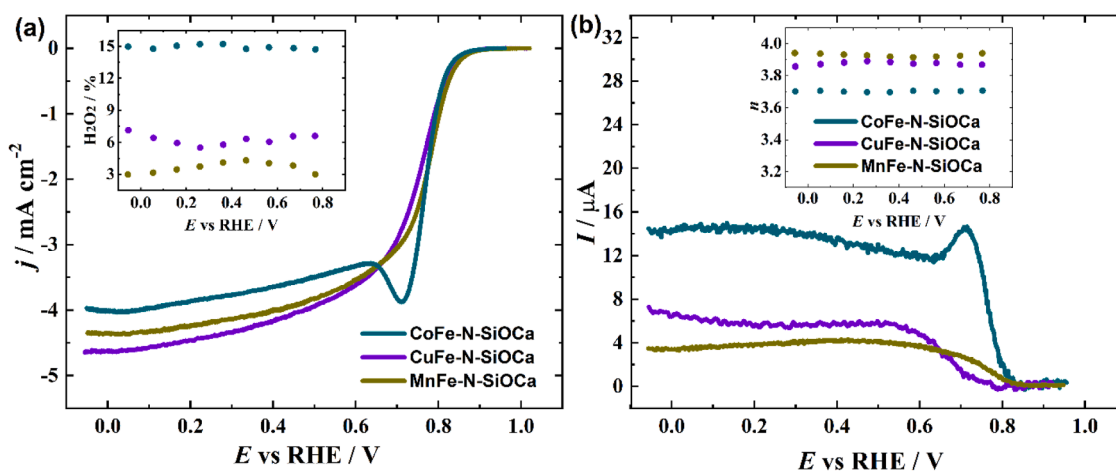 (a)
H2O2 / %
15
12
9
6
3
0.0 0.2 0.4 0.6 0.8
E vs RHE / V
j / mA cm-2
0
-1
-2
-3
-4
-5
CoFe-N-SiOCa
CuFe-N-SiOCa
MnFe-N-SiOCa
0.0 0.2 0.4 0.6 0.8 1.0
E vs RHE / V
(b)
I / µA
36
32
28
24
20
16
12
8
4
0
n
4.0
3.8
3.6
3.4
3.2
CoFe-N-SiOCa
CuFe-N-SiOCa
MnFe-N-SiOCa
0.0 0.2 0.4 0.6 0.8
E vs RHE / V
0.0 0.2 0.4 0.6 0.8 1.0
E vs RHE / V